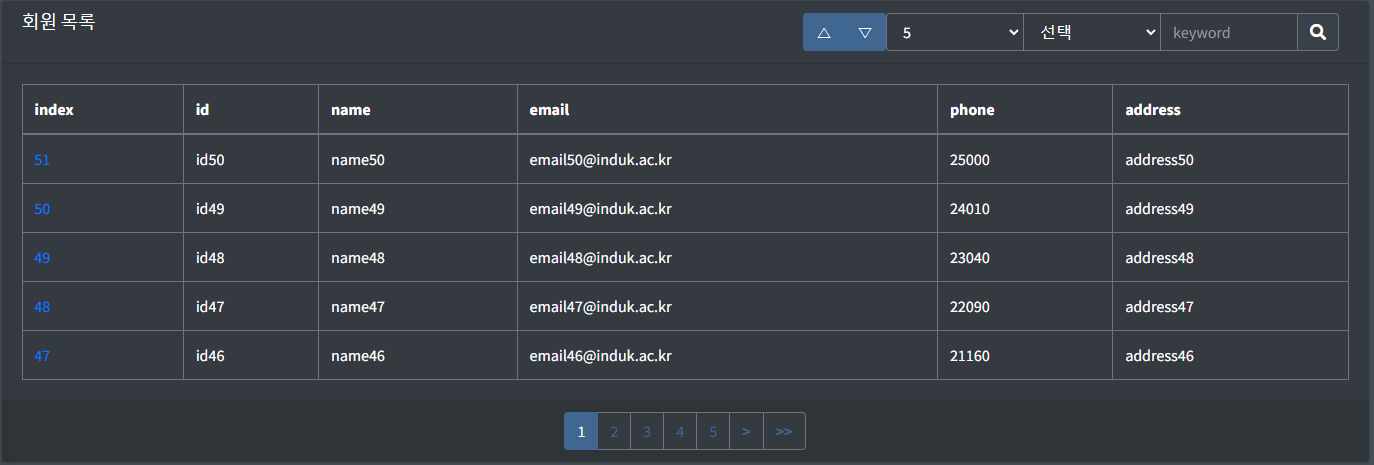 회원 목록 △ ▽ 5 선택 keyword
index id name email phone address
51 id50 name50 email50@induk.ac.kr 25000 address50
50 id49 name49 email49@induk.ac.kr 24010 address49
49 id48 name48 email48@induk.ac.kr 23040 address48
48 id47 name47 email47@induk.ac.kr 22090 address47
47 id46 name46 email46@induk.ac.kr 21160 address46
1 2 3 4 5 > >>